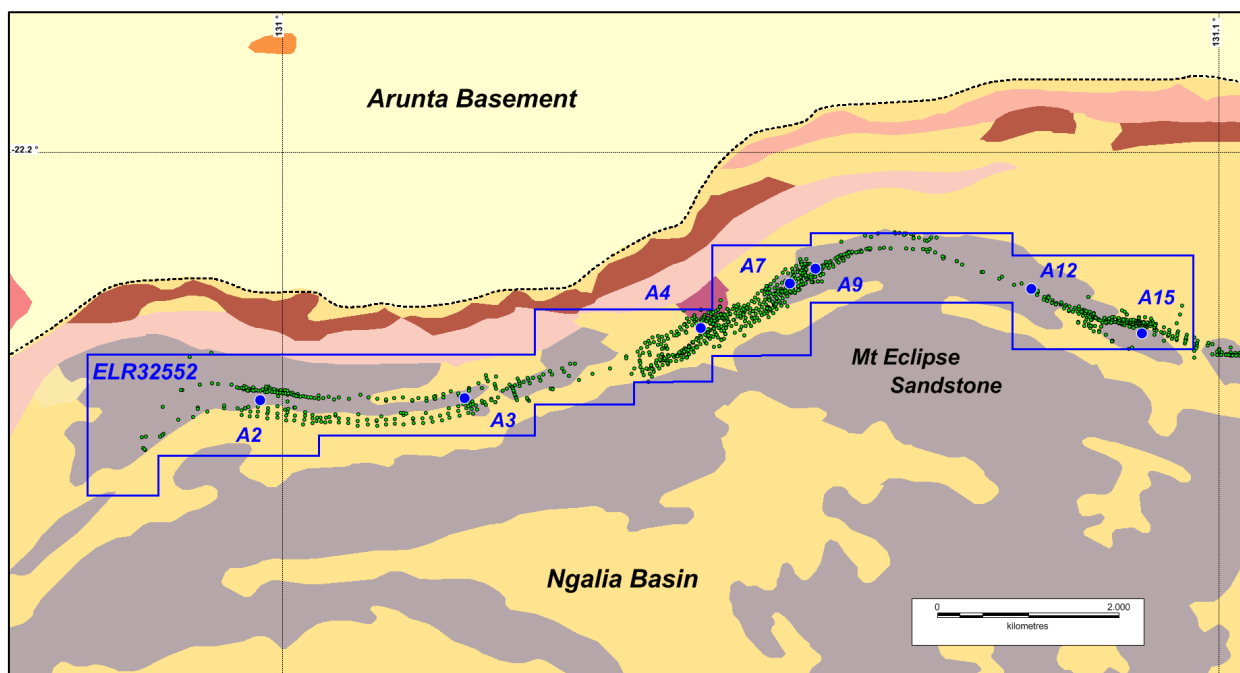 131 °
131.1 °
Arunta Basement
-22.2 °
A7
A12
A4
A9
A15
Mt Eclipse
Sandstone
ELR32552
A2
A3
Ngalia Basin
0
2.000
kilometres